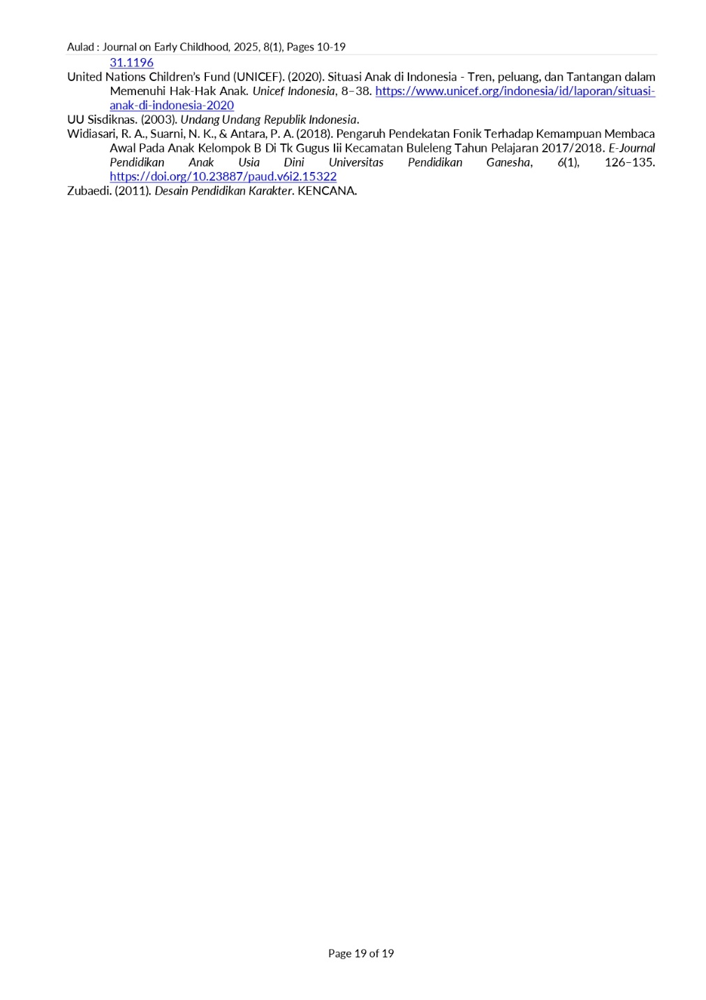 Aulad : Journal on Early Childhood, 2025, 8(1), Pages 10-19
31.1196
United Nations Children’s Fund (UNICEF). (2020). Situasi Anak di Indonesia - Tren, peluang, dan Tantangan dalam
Memenuhi Hak-Hak Anak. Unicef Indonesia, 8–38. https://www.unicef.org/indonesia/id/laporan/situasi-
anak-di-indonesia-2020
UU Sisdiknas. (2003). Undang Undang Republik Indonesia.
Widiasari, R. A., Suarni, N. K., & Antara, P. A. (2018). Pengaruh Pendekatan Fonik Terhadap Kemampuan Membaca
Awal Pada Anak Kelompok B Di Tk Gugus Iii Kecamatan Buleleng Tahun Pelajaran 2017/2018. E-Journal
Pendidikan Anak Usia Dini Universitas Pendidikan Ganesha, 6(1), 126–135.
https://doi.org/10.23887/paud.v6i2.15322
Zubaedi. (2011). Desain Pendidikan Karakter. KENCANA.
Page 19 of 19